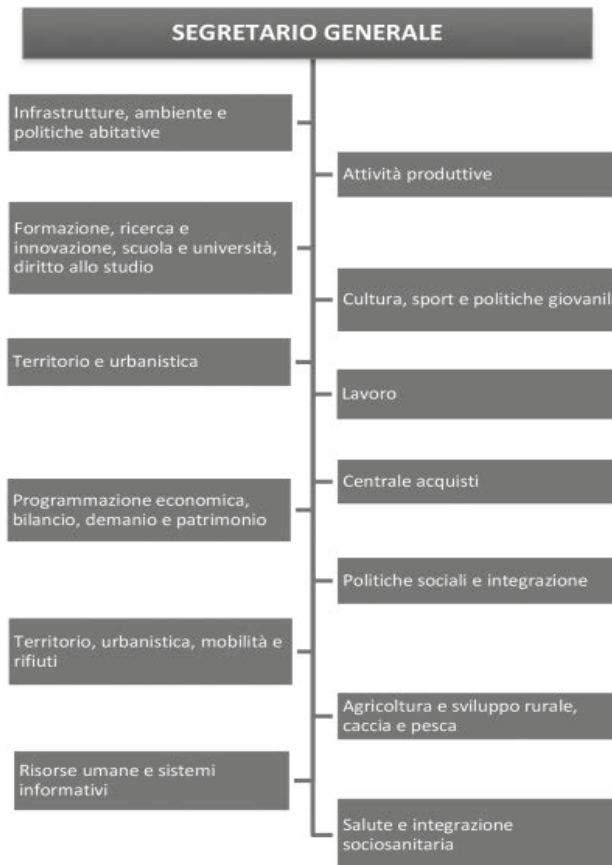 SEGRETARIO GENERALE
Infrastrutture, ambiente e
politiche abitative
Attività produttive
Formazione, ricerca e
innovazione, scuola e università,
diritto allo studio
Cultura, sport e politiche giovanil
Territorio e urbanistica
Lavoro
Centrale acquisti
Programmazione economica,
bilancio, demanio e patrimonio
Politiche sociali e integrazione
Territorio, urbanistica, mobilità e
rifiuti
Agricoltura e sviluppo rurale,
caccia e pesca
Risorse umane e sistemi
informativi
Salute e integrazione
sociosanitaria